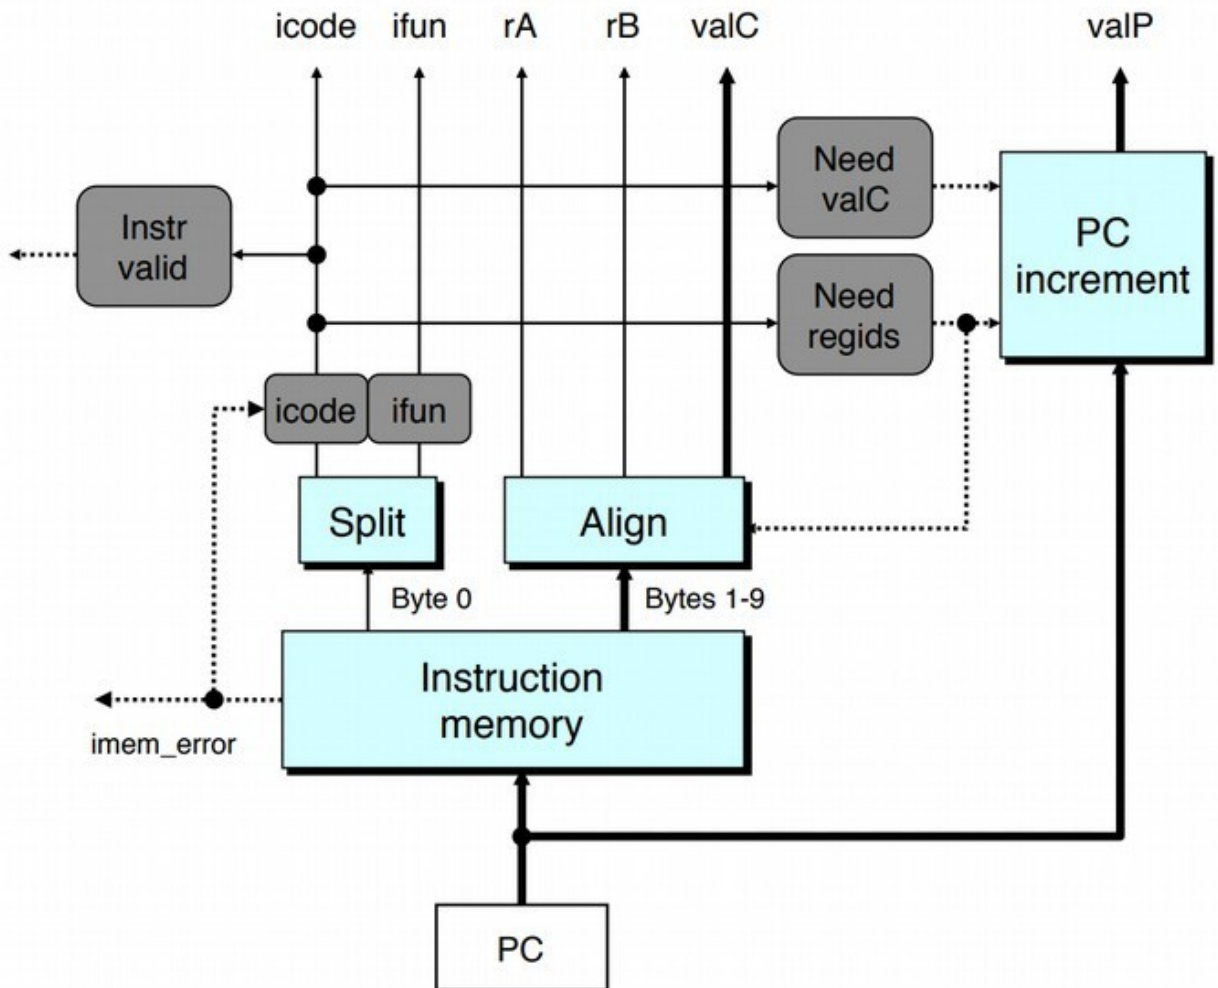 icode ifun rA rB valC valP
Need
valC
Instr
valid
PC
increment
Need
regids
icode ifun
Split
Align
Byte 0
Bytes 1-9
Instruction
memory
imem_error
PC